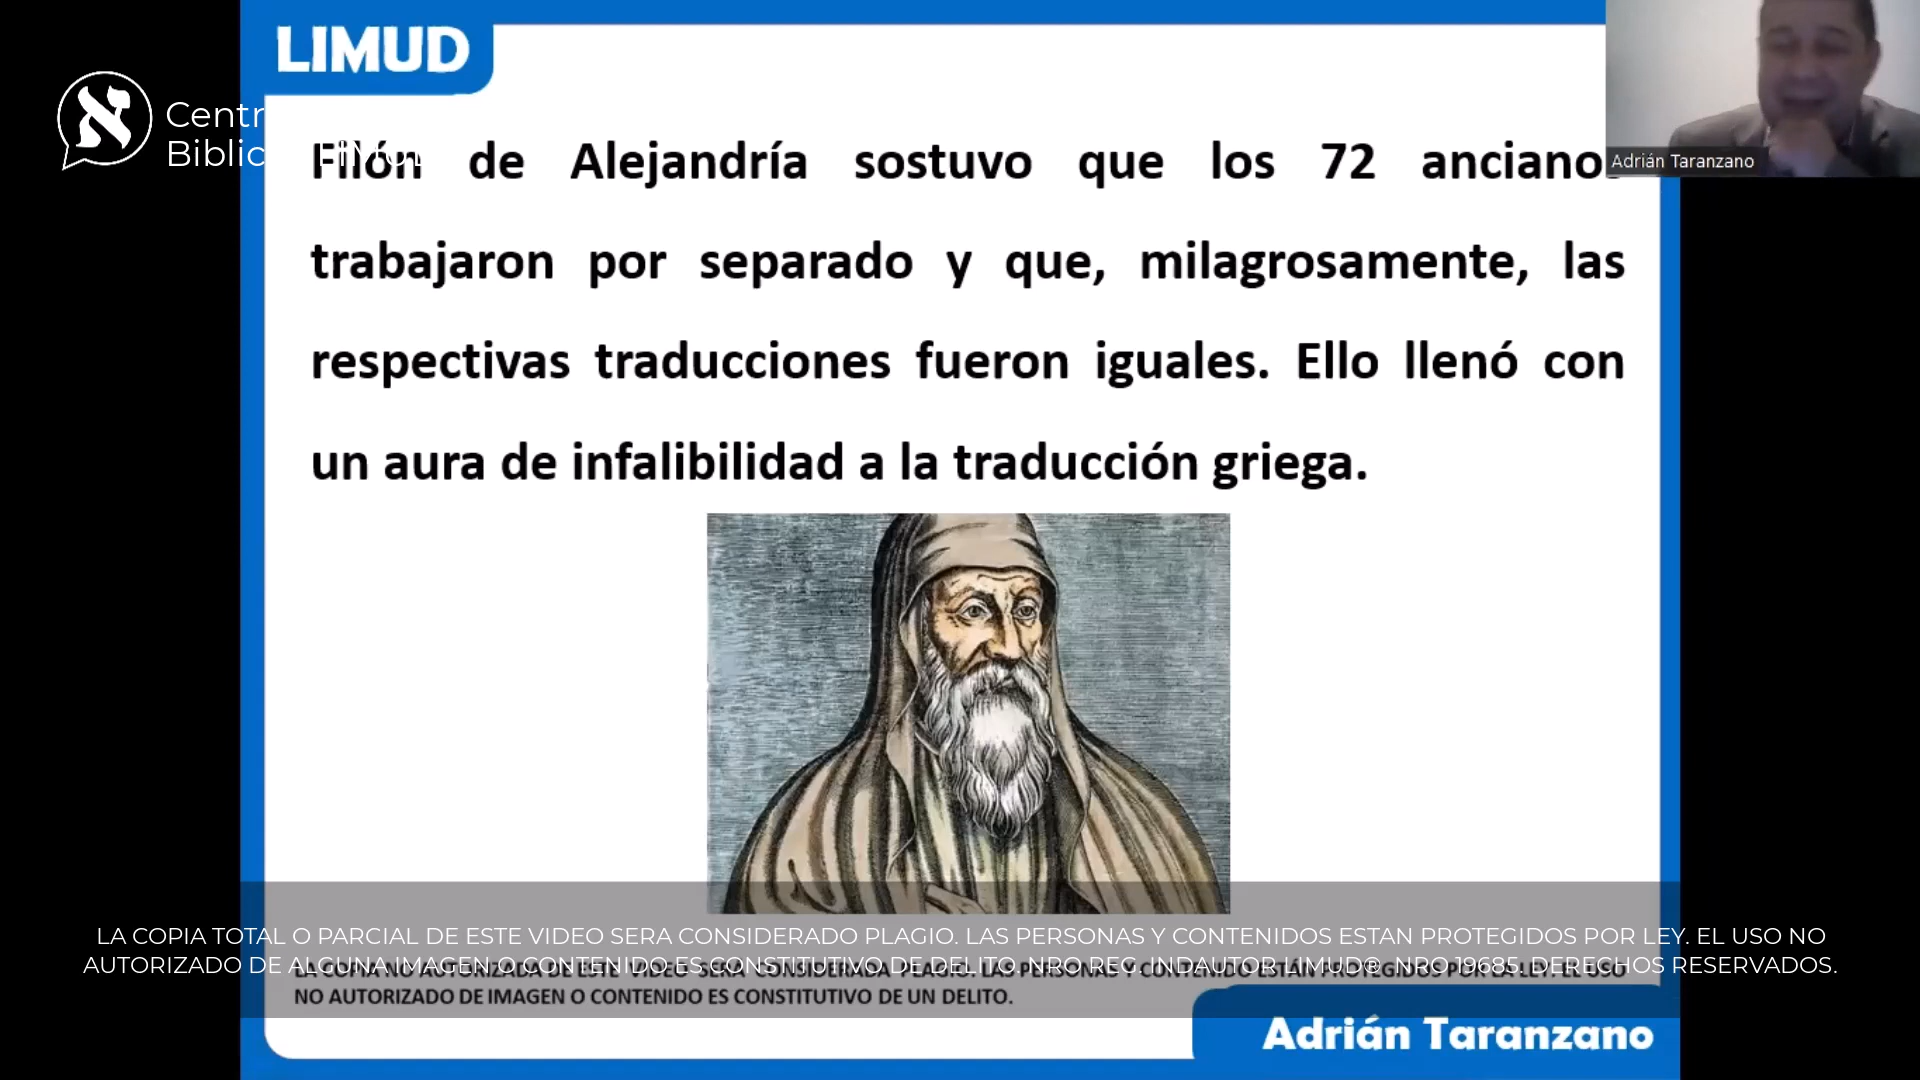 LIMUD
Centr
Biblic
Filón de Alejandría sostuvo que los 72 anciano
trabajaron por separado y que, milagrosamente, las
respectivas traducciones fueron iguales. Ello llenó con
un aura de infalibilidad a la traducción griega.
Adrián Taranzano
LA COPIA TOTAL O PARCIAL DE ESTE VIDEO SERA CONSIDERADO PLAGIO. LAS PERSONAS Y CONTENIDOS ESTAN PROTEGIDOS POR LEY. EL USO NO
AUTORIZADO DE ALGUNA IMAGEN O CONTENIDO ES CONSTITUTIVO DE DELITO. NRO. REG. INDAUTOR. LIMUD®. NRO.19685. DERECHOS RESERVADOS.
NO AUTORIZADO DE IMAGEN O CONTENIDO ES CONSTITUTIVO DE UN DELITO.
Adrián Taranzano